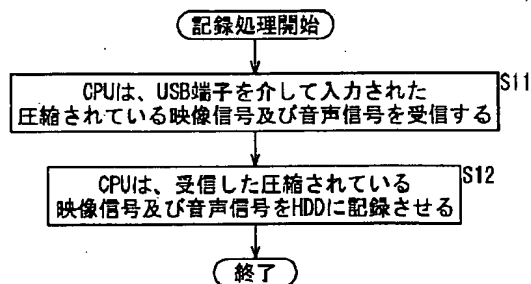 記録処理開始
CPUは、USB端子を介して入力された
圧縮されている映像信号及び音声信号を受信する
S11
CPUは、受信した圧縮されている
映像信号及び音声信号をHDDに記録させる
S12
終了